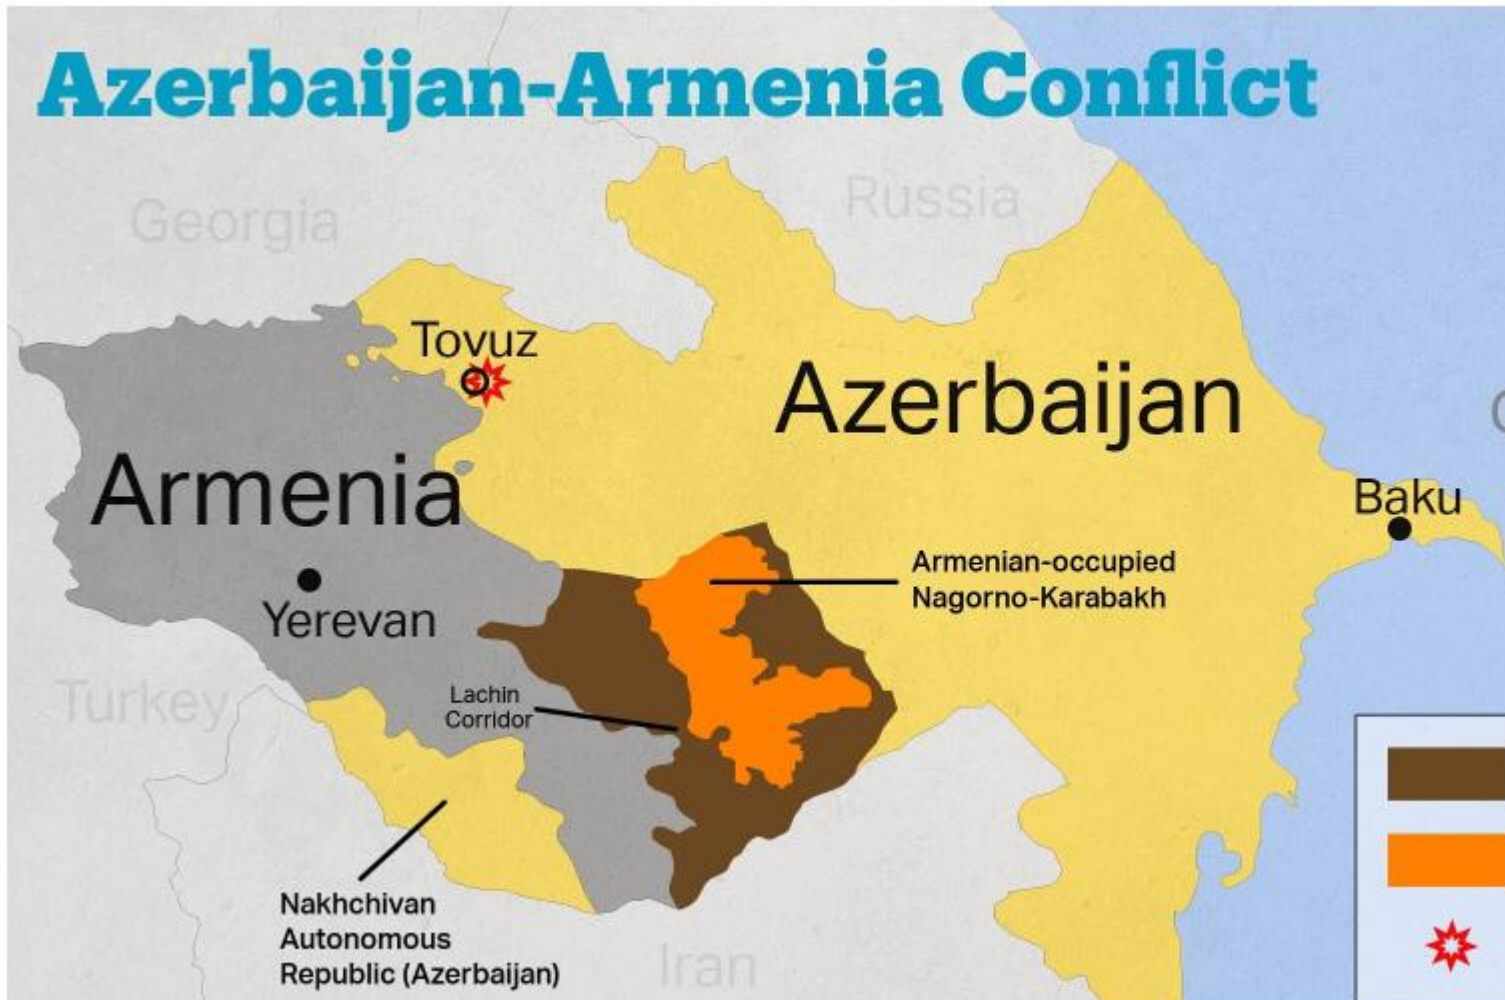 Azerbaijan-Armenia Conflict
Georgia
Russia
Tovuz
Azerbaijan
Armenia
Baku
Armenian-occupied
Nagorno-Karabakh
Yerevan
Turkey
Lachin
Corridor
Nakhchivan
Autonomous
Republic (Azerbaijan)
Iran